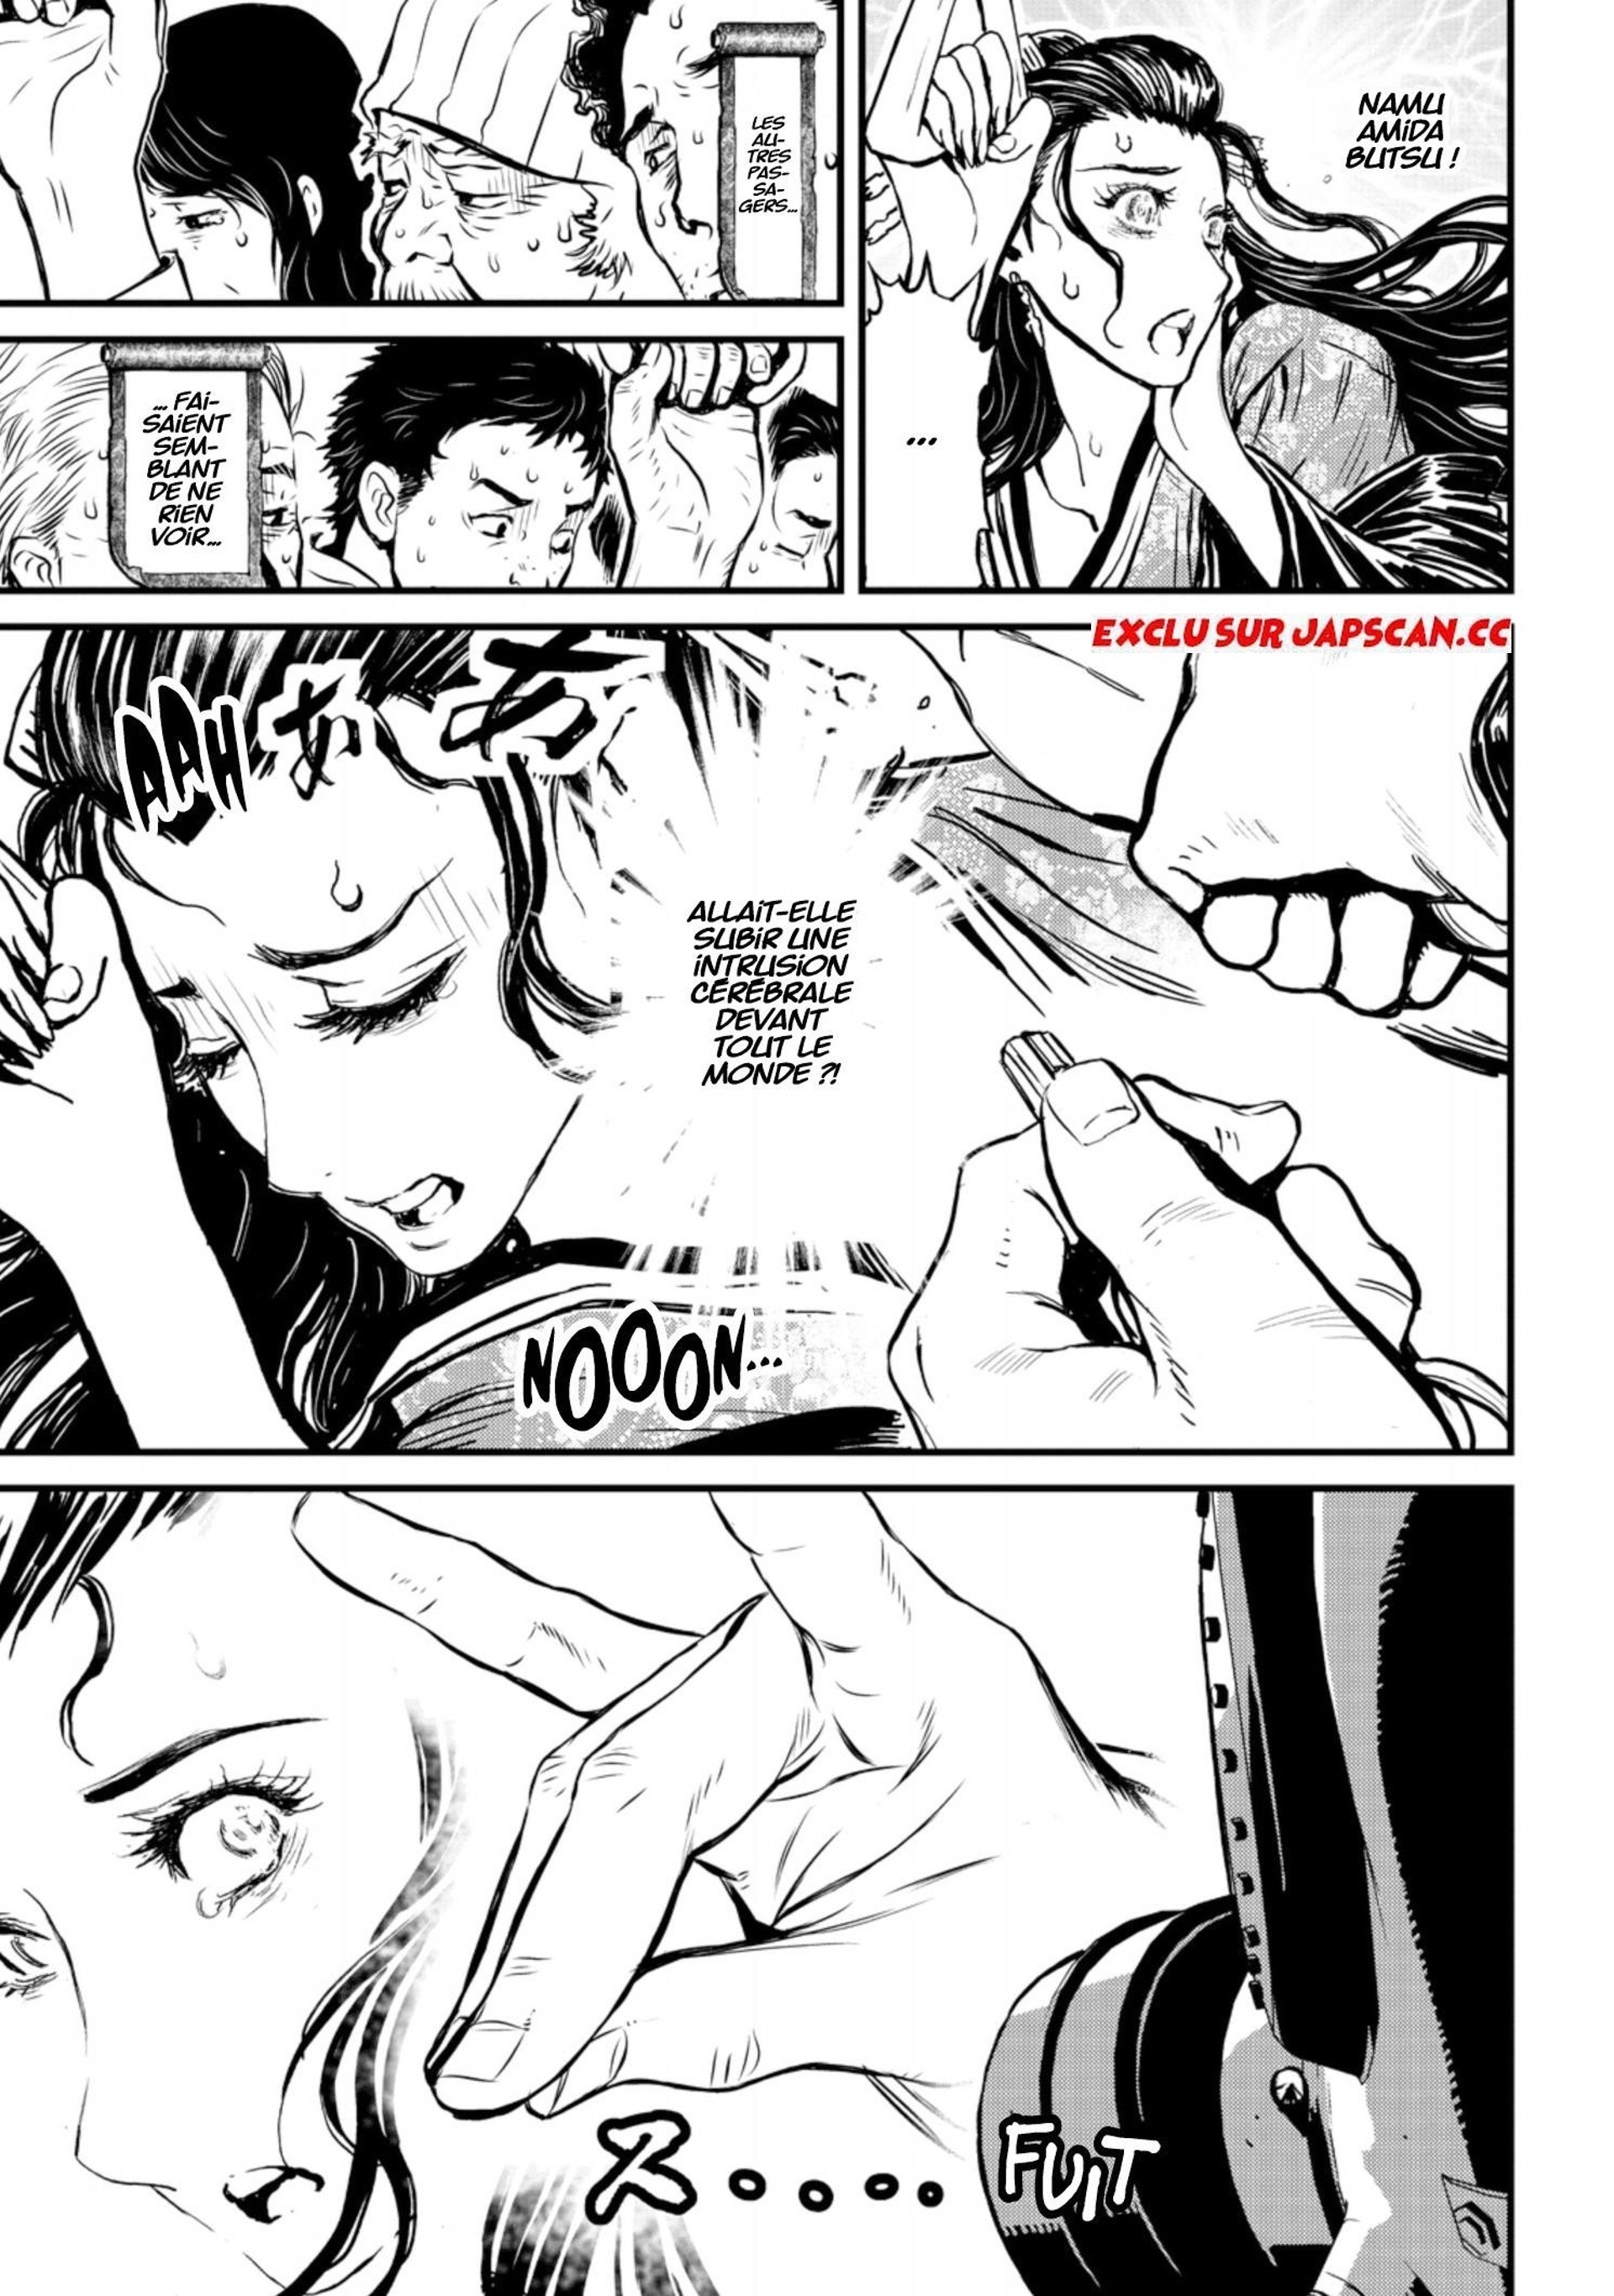 NAMU
AMIDA
BUTSU !
...
LES
AU-
TRES
PAS-
SA-
GERS...
... FAI-
SAIENT
SEM-
BLANT
DE NE
RIEN
VOIR...
EXCLU SUR JAPSCAN.CC
ああ
AAH
ALLAIT-ELLE
SUBIR UNE
INTRUSION
CÉRÉBRALE
DEVANT
TOUT LE
MONDE ?!
NOOON...
ス....
FUIT